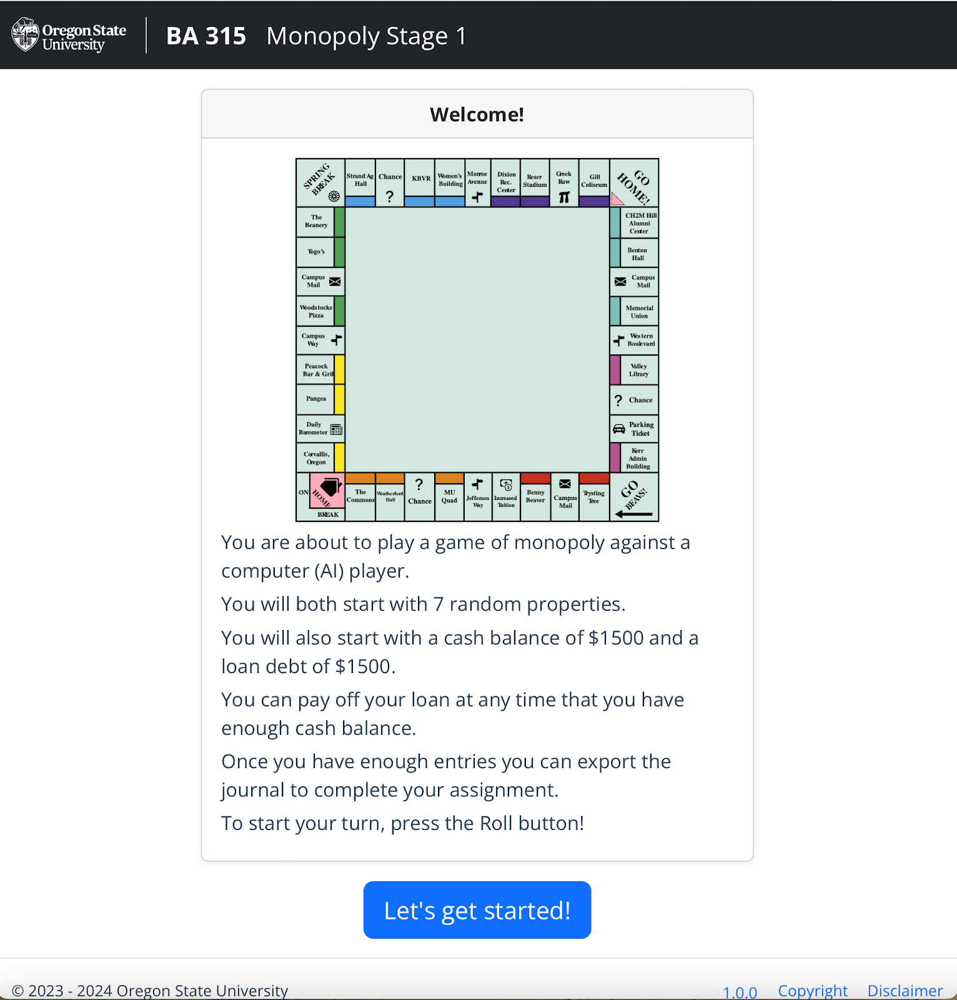 Oregon State
University
BA 315 Monopoly Stage 1
Welcome!
SPRING
BREAK
Strand Ag
Hall
Chance
?
KBVR
Women's
Building
Monroe
Avenue
Dixion
Rec.
Center
Reser
Stadium
Greek
Row
Gill
Coliseum
GO
HOME!
The
Beanery
Togo's
Campus
Mail
Woodstocks
Pizza
Campus
Way
Peacock
Bar & Gril
Pangea
Daily
Barometer
Corvallis,
Oregon
CH2M Hill
Alumni
Center
Benton
Hall
Campus
Mail
Memorial
Union
Western
Boulevard
Valley
Library
? Chance
Parking
Ticket
Kerr
Admin
Building
ON
HOME
BREAK
The
Commons
Weatherford
Hall
?
Chance
MU
Quad
Jefferson
Way
Increased
Tuition
Benny
Beaver
Campus
Mail
Trysting
Tree
GO
BEAVS!
You are about to play a game of monopoly against a
computer (AI) player.
You will both start with 7 random properties.
You will also start with a cash balance of $1500 and a
loan debt of $1500.
You can pay off your loan at any time that you have
enough cash balance.
Once you have enough entries you can export the
journal to complete your assignment.
To start your turn, press the Roll button!
Let's get started!
© 2023 - 2024 Oregon State University
1.0.0 Copyright Disclaimer